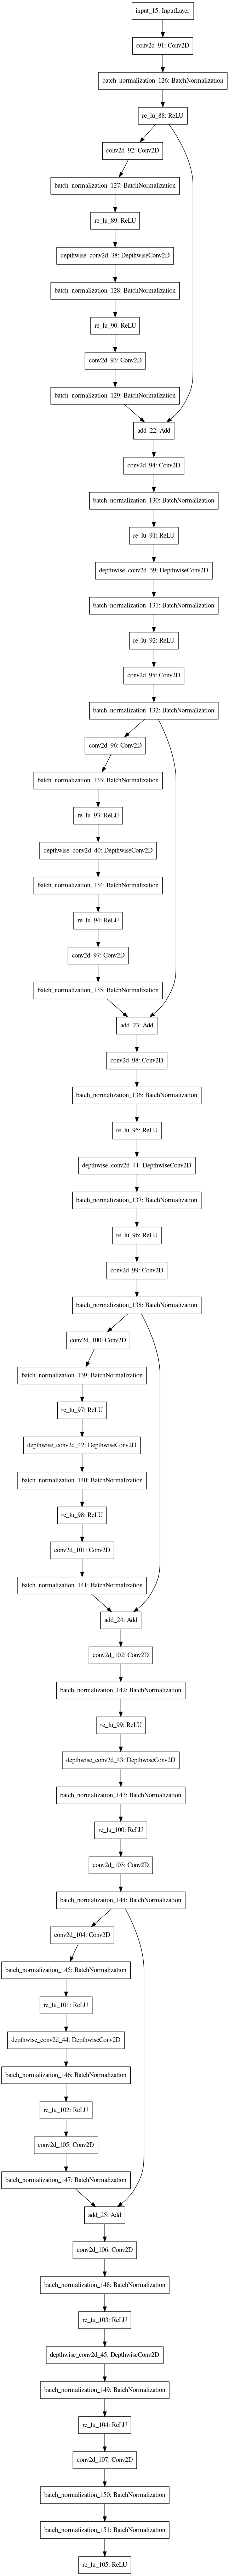 input_15: InputLayer
conv2d_91: Conv2D
batch_normalization_126: BatchNormalization
re_lu_88: ReLU
conv2d_92: Conv2D
batch_normalization_127: BatchNormalization
re_lu_89: ReLU
depthwise_conv2d_38: DepthwiseConv2D
batch_normalization_128: BatchNormalization
re_lu_90: ReLU
conv2d_93: Conv2D
batch_normalization_129: BatchNormalization
add_22: Add
conv2d_94: Conv2D
batch_normalization_130: BatchNormalization
re_lu_91: ReLU
depthwise_conv2d_39: DepthwiseConv2D
batch_normalization_131: BatchNormalization
re_lu_92: ReLU
conv2d_95: Conv2D
batch_normalization_132: BatchNormalization
conv2d_96: Conv2D
batch_normalization_133: BatchNormalization
re_lu_93: ReLU
depthwise_conv2d_40: DepthwiseConv2D
batch_normalization_134: BatchNormalization
re_lu_94: ReLU
conv2d_97: Conv2D
batch_normalization_135: BatchNormalization
add_23: Add
conv2d_98: Conv2D
batch_normalization_136: BatchNormalization
re_lu_95: ReLU
depthwise_conv2d_41: DepthwiseConv2D
batch_normalization_137: BatchNormalization
re_lu_96: ReLU
conv2d_99: Conv2D
batch_normalization_138: BatchNormalization
conv2d_100: Conv2D
batch_normalization_139: BatchNormalization
re_lu_97: ReLU
depthwise_conv2d_42: DepthwiseConv2D
batch_normalization_140: BatchNormalization
re_lu_98: ReLU
conv2d_101: Conv2D
batch_normalization_141: BatchNormalization
add_24: Add
conv2d_102: Conv2D
batch_normalization_142: BatchNormalization
re_lu_99: ReLU
depthwise_conv2d_43: DepthwiseConv2D
batch_normalization_143: BatchNormalization
re_lu_100: ReLU
conv2d_103: Conv2D
batch_normalization_144: BatchNormalization
conv2d_104: Conv2D
batch_normalization_145: BatchNormalization
re_lu_101: ReLU
depthwise_conv2d_44: DepthwiseConv2D
batch_normalization_146: BatchNormalization
re_lu_102: ReLU
conv2d_105: Conv2D
batch_normalization_147: BatchNormalization
add_25: Add
conv2d_106: Conv2D
batch_normalization_148: BatchNormalization
re_lu_103: ReLU
depthwise_conv2d_45: DepthwiseConv2D
batch_normalization_149: BatchNormalization
re_lu_104: ReLU
conv2d_107: Conv2D
batch_normalization_150: BatchNormalization
batch_normalization_151: BatchNormalization
re_lu_105: ReLU